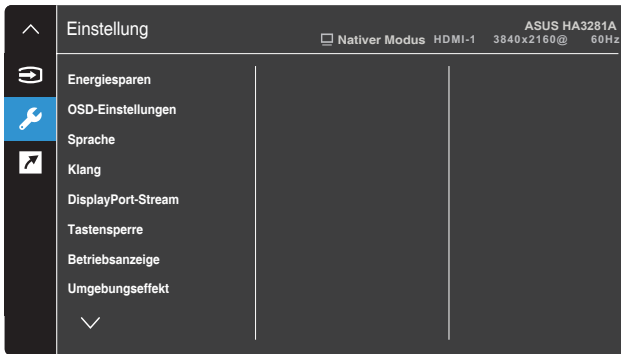 Einstellung
ASUS HA3281A
Nativer Modus HDMI-1 3840x2160@ 60Hz
Energiesparen
OSD-Einstellungen
Sprache
Klang
DisplayPort-Stream
Tastensperre
Betriebsanzeige
Umgebungseffekt